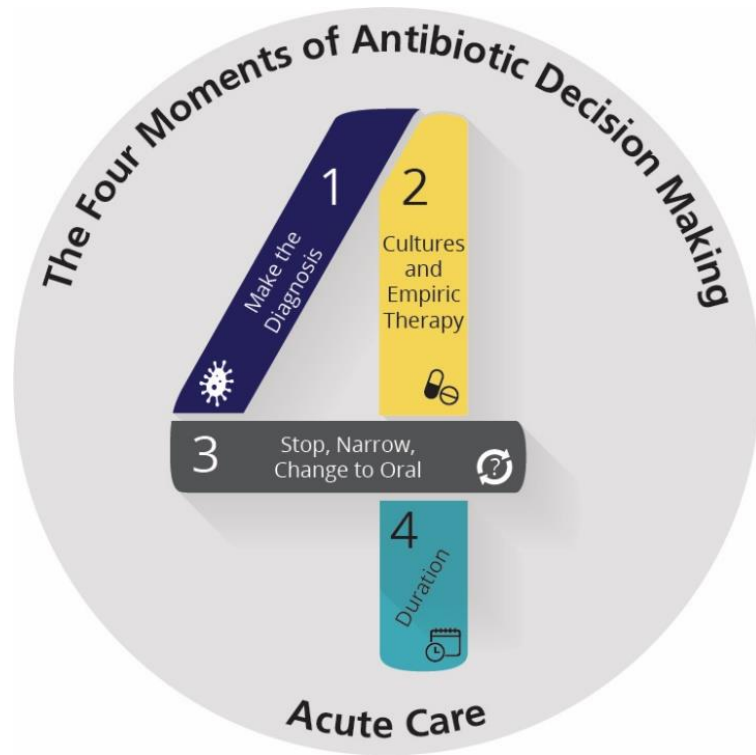 The Four Moments of Antibiotic Decision Making
1
Make the
Diagnosis
2
Cultures
and
Empiric
Therapy
3
Stop, Narrow,
Change to Oral
?
4
Duration
Acute Care